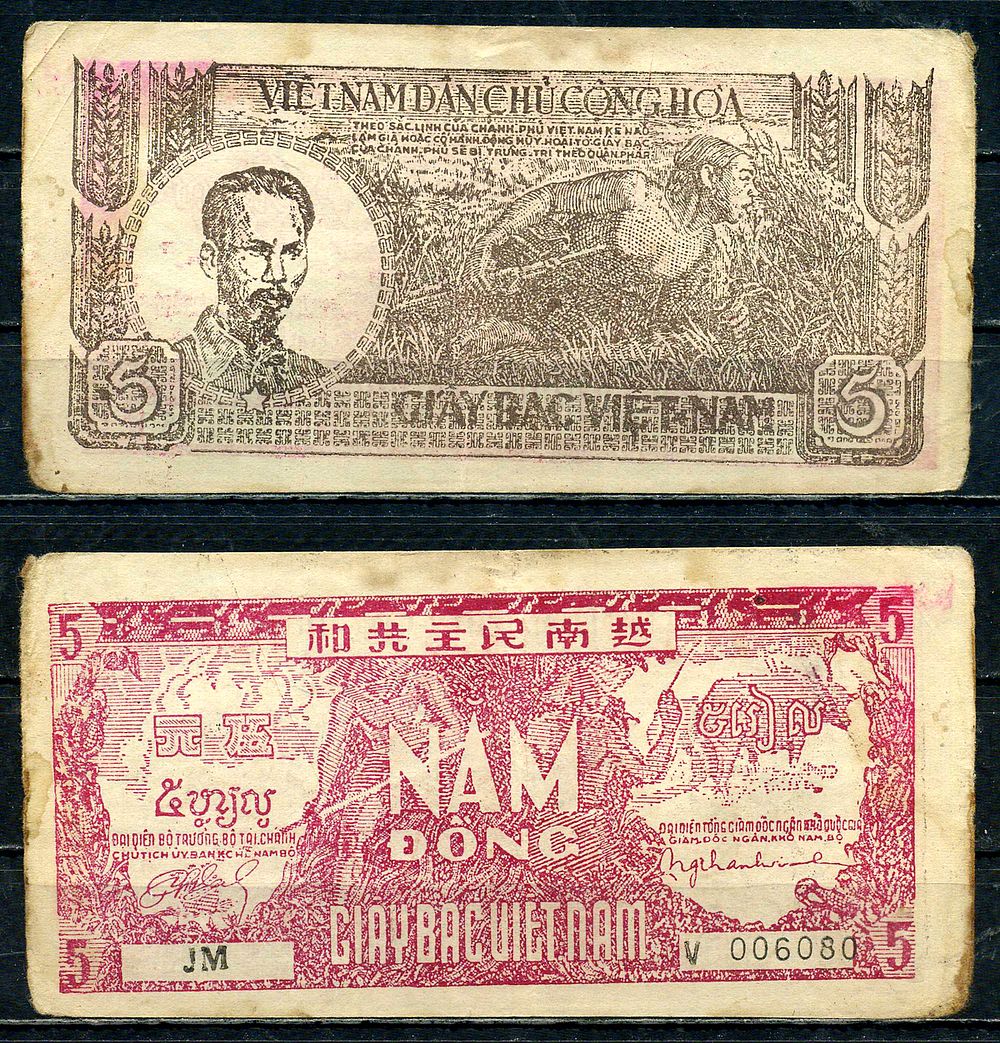 VIỆT NAM DÂN CHỦ CỘNG HÒA
THEO SẮC LỊNH CỦA CHÁNH PHỦ VIỆT NAM KẺ NÀO
LÀM GIẢ HOẶC CÓ HÀNH ĐỘNG HỦY HOẠI TỜ GIẤY BẠC
CỦA CHÁNH PHỦ SẼ BỊ TRỪNG TRỊ THEO QUÂN PHÁP
5
5
GIẤY BẠC VIỆT-NAM
5
5
和共主民南越
元伍
NĂM
ĐỒNG
ĐẠI DIỆN BỘ TRƯỞNG BỘ TÀI CHÁNH
CHỦ TỊCH ỦY BAN KC HC NAM BỘ
ĐẠI DIỆN TỔNG GIÁM ĐỐC NGÂN KHỐ QUỐC GIA
GIÁM ĐỐC NGÂN KHỐ NAM BỘ
GIẤY BẠC VIỆT NAM
5
JM
V 006080
5